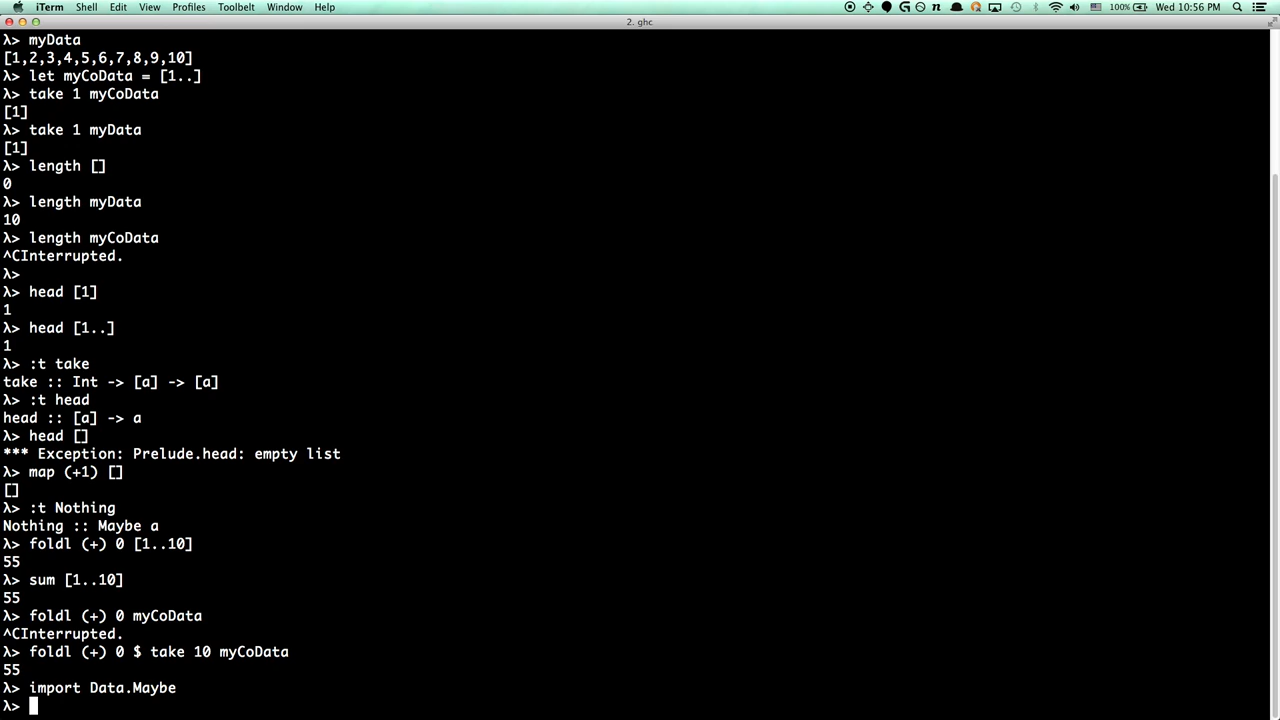 iTerm Shell Edit View Profiles Toolbelt Window Help 100% Wed 10:56 PM
2. ghc
λ> myData
[1,2,3,4,5,6,7,8,9,10]
λ> let myCoData = [1..]
λ> take 1 myCoData
[1]
λ> take 1 myData
[1]
λ> length []
0
λ> length myData
10
λ> length myCoData
^CInterrupted.
λ>
λ> head [1]
1
λ> head [1..]
1
λ> :t take
take :: Int -> [a] -> [a]
λ> :t head
head :: [a] -> a
λ> head []
*** Exception: Prelude.head: empty list
λ> map (+1) []
[]
λ> :t Nothing
Nothing :: Maybe a
λ> foldl (+) 0 [1..10]
55
λ> sum [1..10]
55
λ> foldl (+) 0 myCoData
^CInterrupted.
λ> foldl (+) 0 $ take 10 myCoData
55
λ> import Data.Maybe
λ>